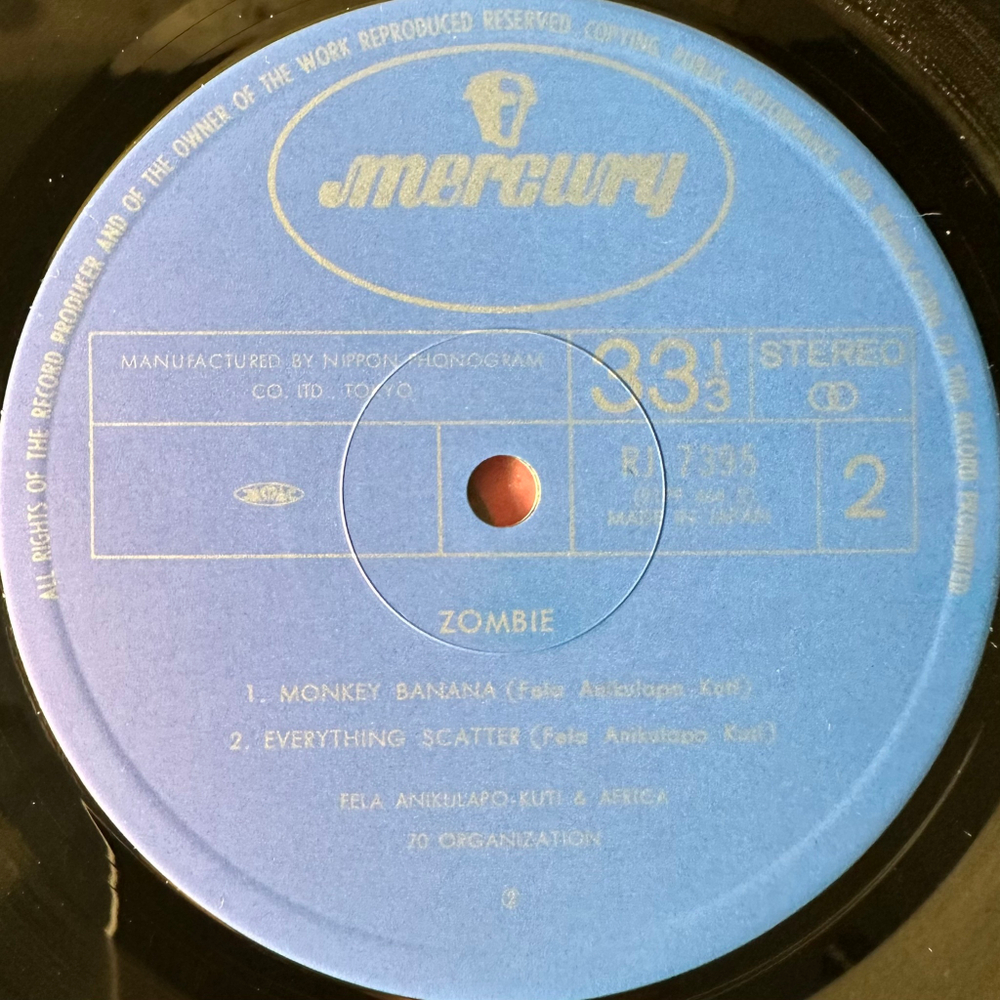 ALL RIGHTS OF THE RECORD PRODUCER AND OF THE OWNER OF THE WORK REPRODUCED RESERVED. COPYING, PUBLIC PERFORMANCE AND BROADCASTING OF THIS RECORD PROHIBITED
mercury
MANUFACTURED BY NIPPON PHONOGRAM
CO. LTD., TOKYO
33 1/3
STEREO
RJ 7395
MADE IN JAPAN
2
ZOMBIE
1. MONKEY BANANA (Fela Anikulapo Kuti)
2. EVERYTHING SCATTER (Fela Anikulapo Kuti)
FELA ANIKULAPO-KUTI & AFRICA
70 ORGANIZATION
②